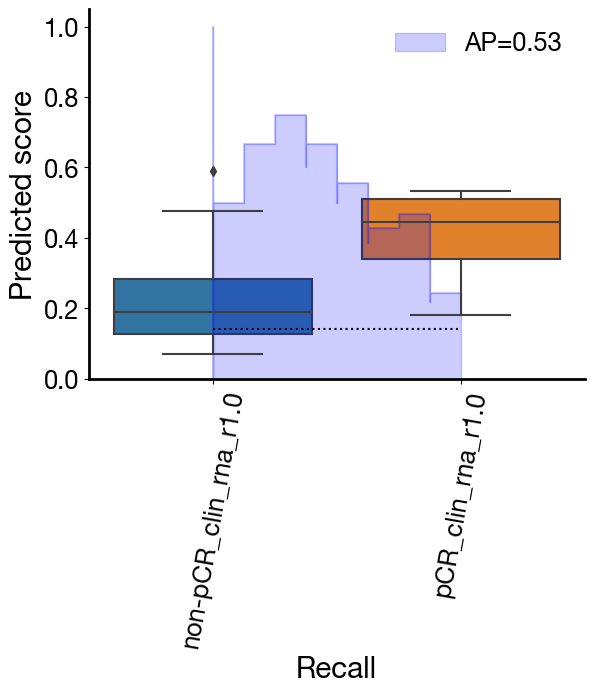 AP=0.53
Predicted score
1.0
0.8
0.6
0.4
0.2
0.0
non-pCR_clin_rna_r1.0
pCR_clin_rna_r1.0
Recall